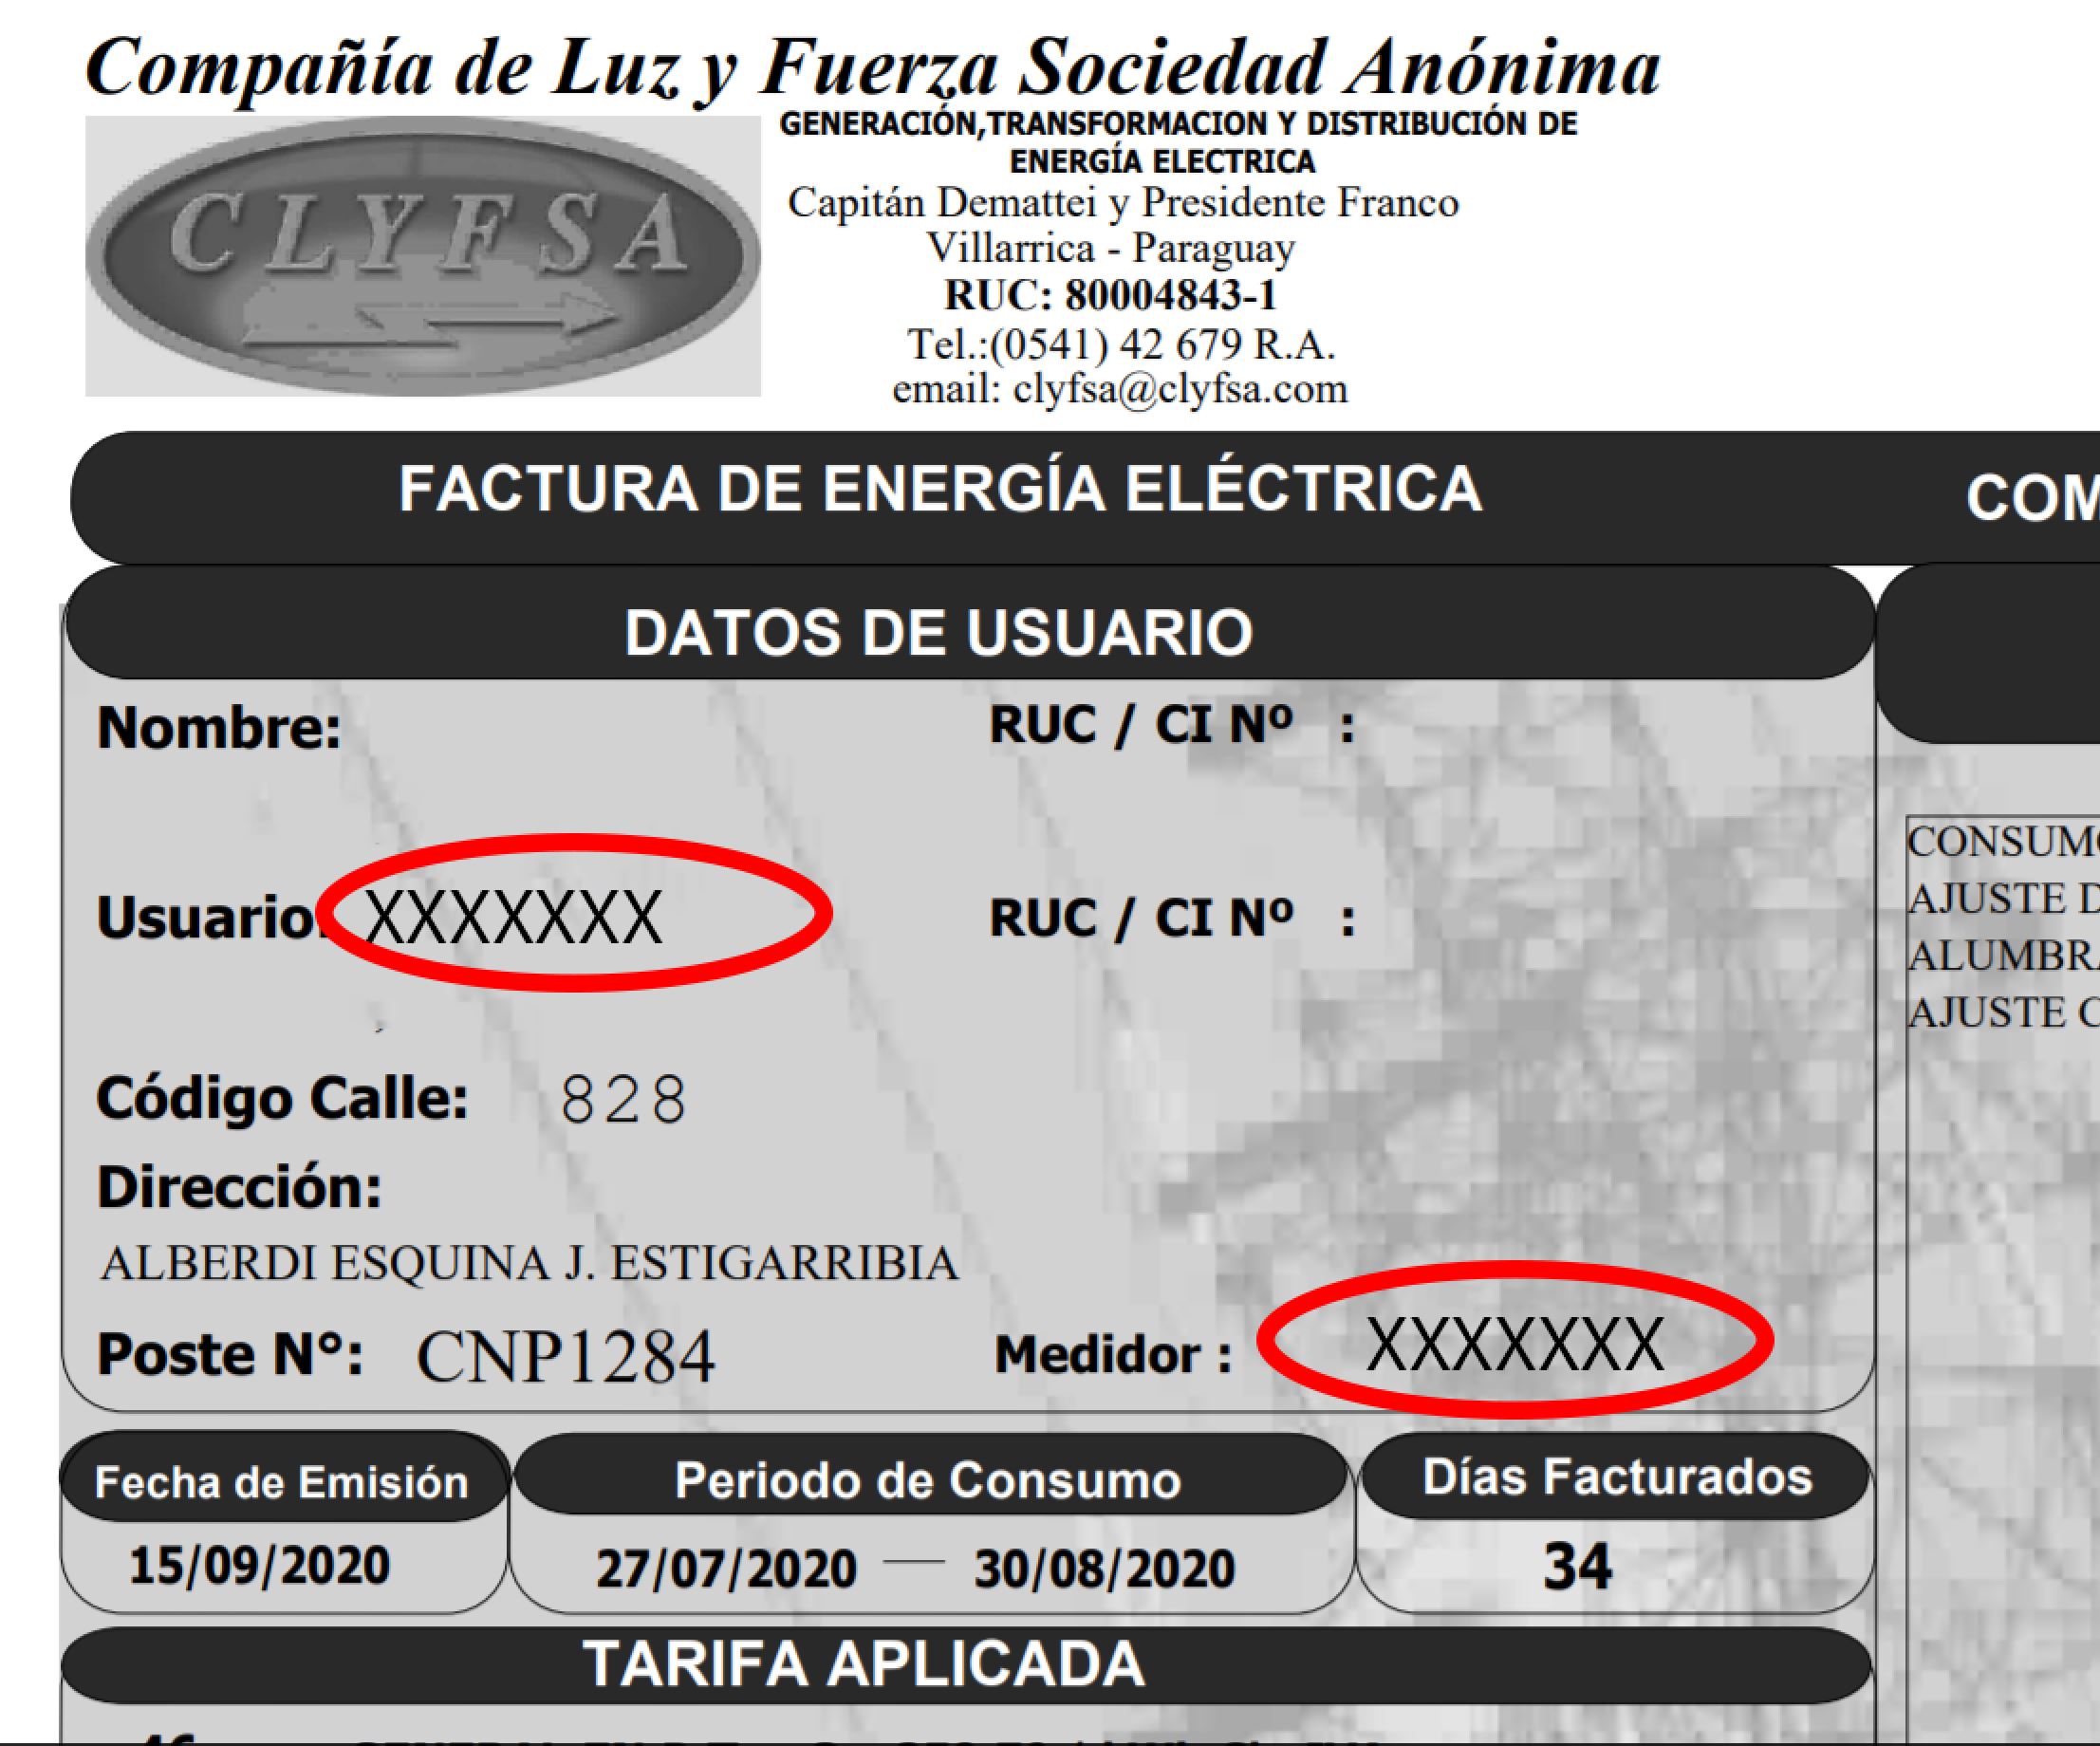 Compañía de Luz y Fuerza Sociedad Anónima
CLYFSA
GENERACIÓN,TRANSFORMACION Y DISTRIBUCIÓN DE
ENERGÍA ELECTRICA
Capitán Demattei y Presidente Franco
Villarrica - Paraguay
RUC: 80004843-1
Tel.:(0541) 42 679 R.A.
email: clyfsa@clyfsa.com
FACTURA DE ENERGÍA ELÉCTRICA
COM
DATOS DE USUARIO
Nombre: RUC / CI Nº :
Usuario: XXXXXXX RUC / CI Nº :
Código Calle: 828
Dirección:
ALBERDI ESQUINA J. ESTIGARRIBIA
Poste N°: CNP1284 Medidor : XXXXXXX
CONSUMO
AJUSTE D
ALUMBRA
AJUSTE
Fecha de Emisión Periodo de Consumo Días Facturados
15/09/2020 27/07/2020 — 30/08/2020 34
TARIFA APLICADA